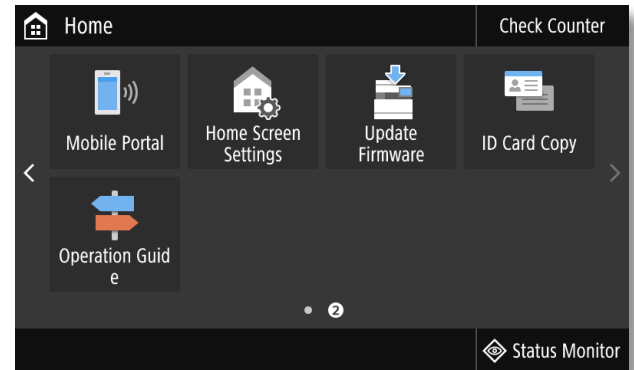 Home
Check Counter
Mobile Portal
Home Screen
Settings
Update
Firmware
ID Card Copy
Operation Guid
e
2
Status Monitor